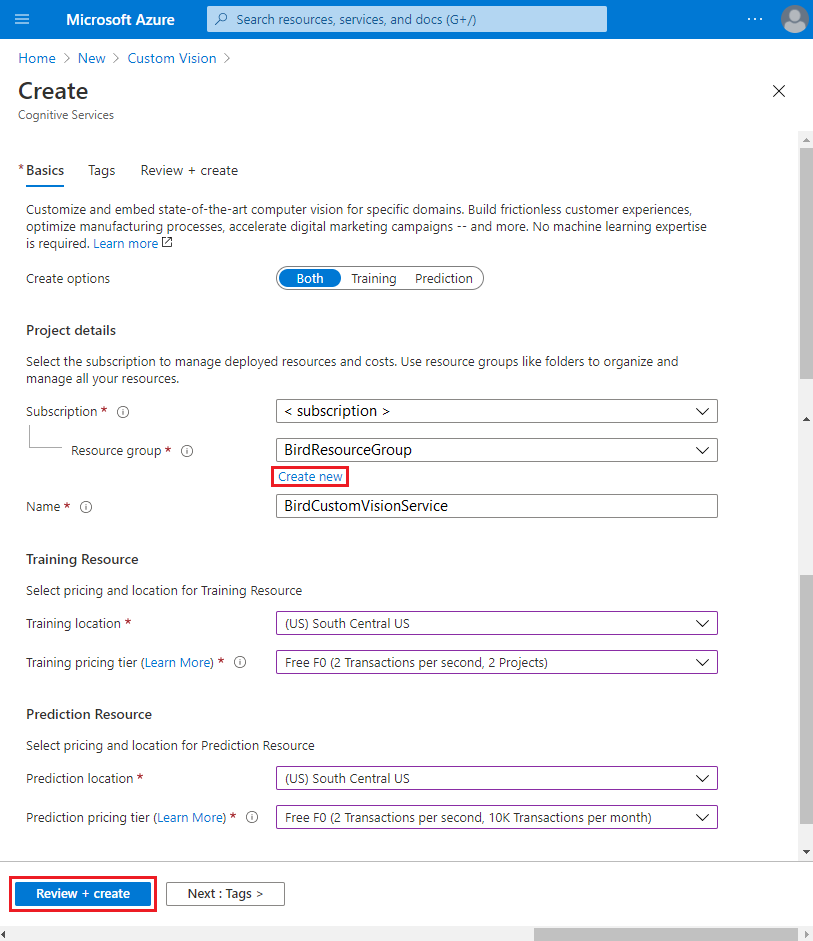 Microsoft Azure
Search resources, services, and docs (G+/)
...
Home > New > Custom Vision >
Create
Cognitive Services
* Basics Tags Review + create
Customize and embed state-of-the-art computer vision for specific domains. Build frictionless customer experiences,
optimize manufacturing processes, accelerate digital marketing campaigns -- and more. No machine learning expertise
is required. Learn more
Create options Both Training Prediction
Project details
Select the subscription to manage deployed resources and costs. Use resource groups like folders to organize and
manage all your resources.
Subscription * < subscription >
Resource group * BirdResourceGroup
Create new
Name * BirdCustomVisionService
Training Resource
Select pricing and location for Training Resource
Training location * (US) South Central US
Training pricing tier (Learn More) * Free F0 (2 Transactions per second, 2 Projects)
Prediction Resource
Select pricing and location for Prediction Resource
Prediction location * (US) South Central US
Prediction pricing tier (Learn More) * Free F0 (2 Transactions per second, 10K Transactions per month)
Review + create Next : Tags >